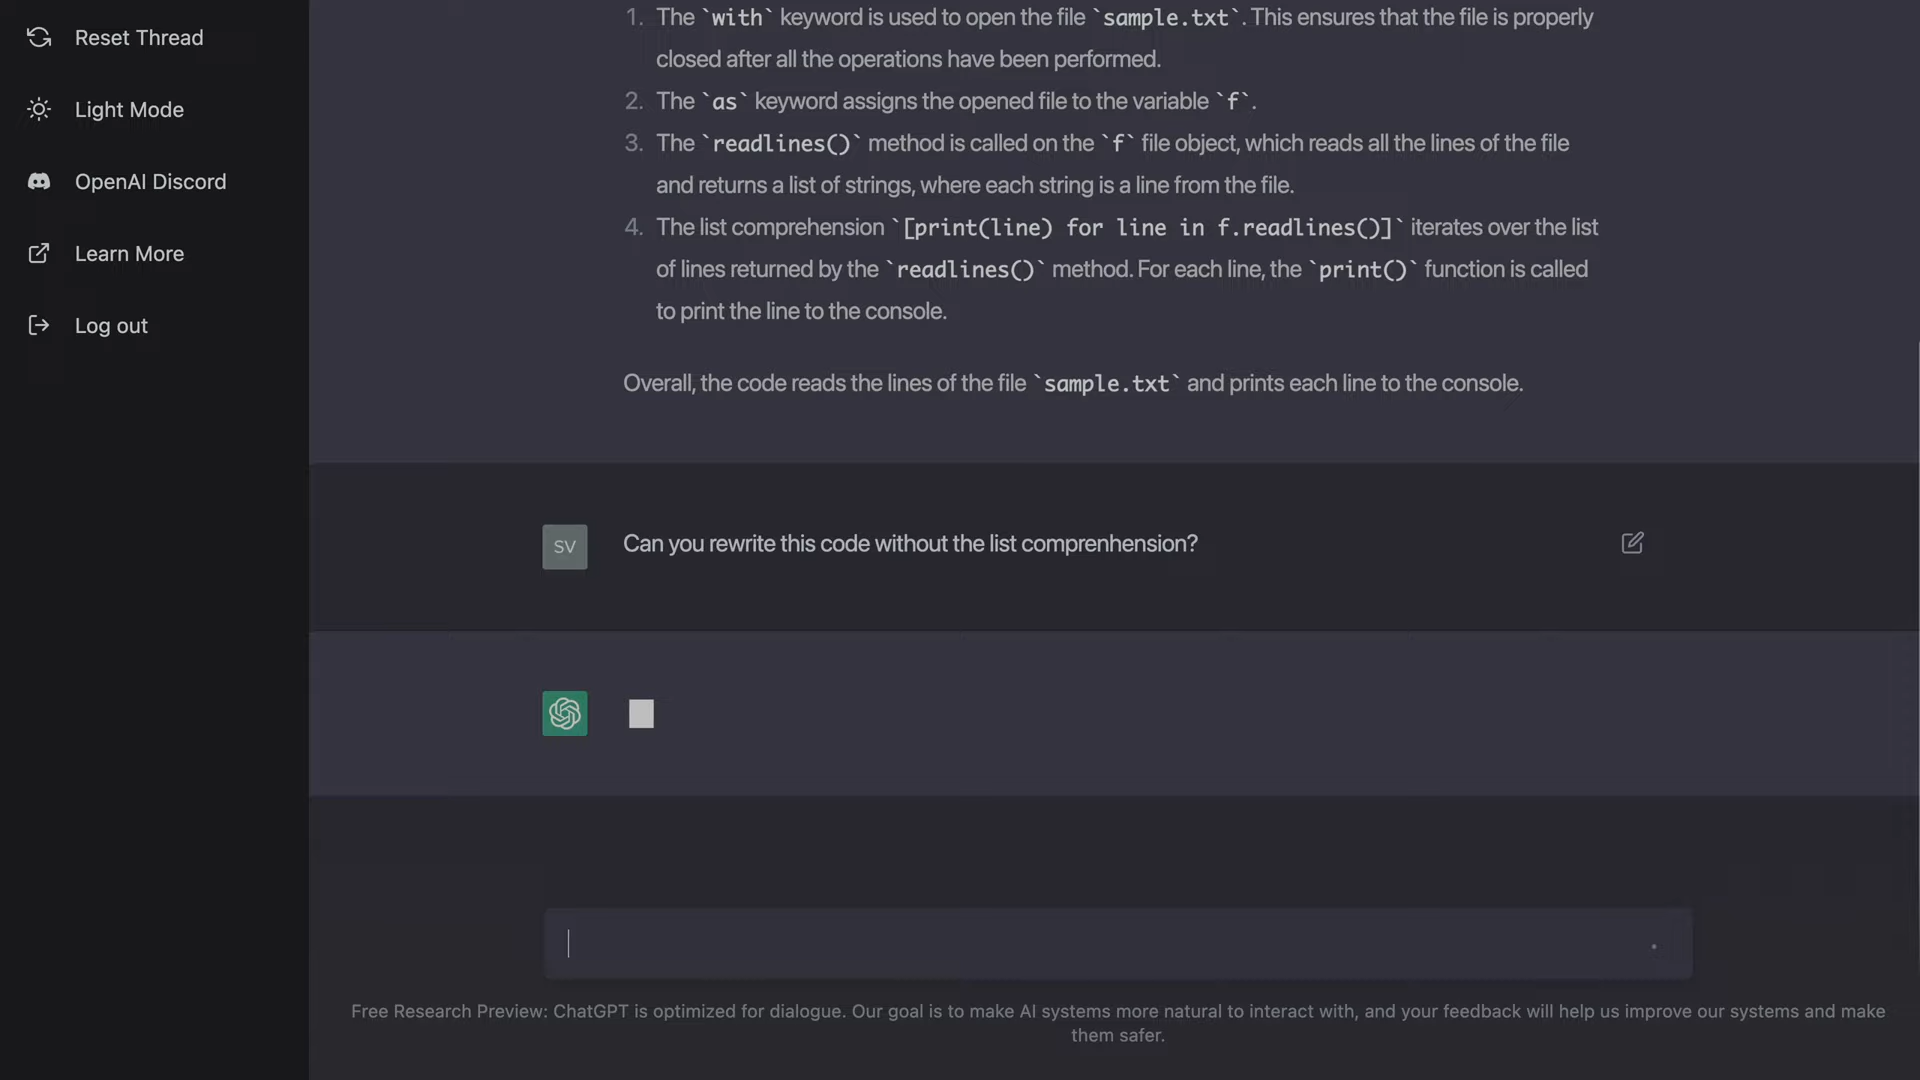 Reset Thread
Light Mode
OpenAI Discord
Learn More
Log out
1. The `with` keyword is used to open the file `sample.txt`. This ensures that the file is properly
closed after all the operations have been performed.
2. The `as` keyword assigns the opened file to the variable `f`.
3. The `readlines()` method is called on the `f` file object, which reads all the lines of the file
and returns a list of strings, where each string is a line from the file.
4. The list comprehension `[print(line) for line in f.readlines()]` iterates over the list
of lines returned by the `readlines()` method. For each line, the `print()` function is called
to print the line to the console.
Overall, the code reads the lines of the file `sample.txt` and prints each line to the console.
SV
Can you rewrite this code without the list comprenhension?
Free Research Preview: ChatGPT is optimized for dialogue. Our goal is to make AI systems more natural to interact with, and your feedback will help us improve our systems and make
them safer.